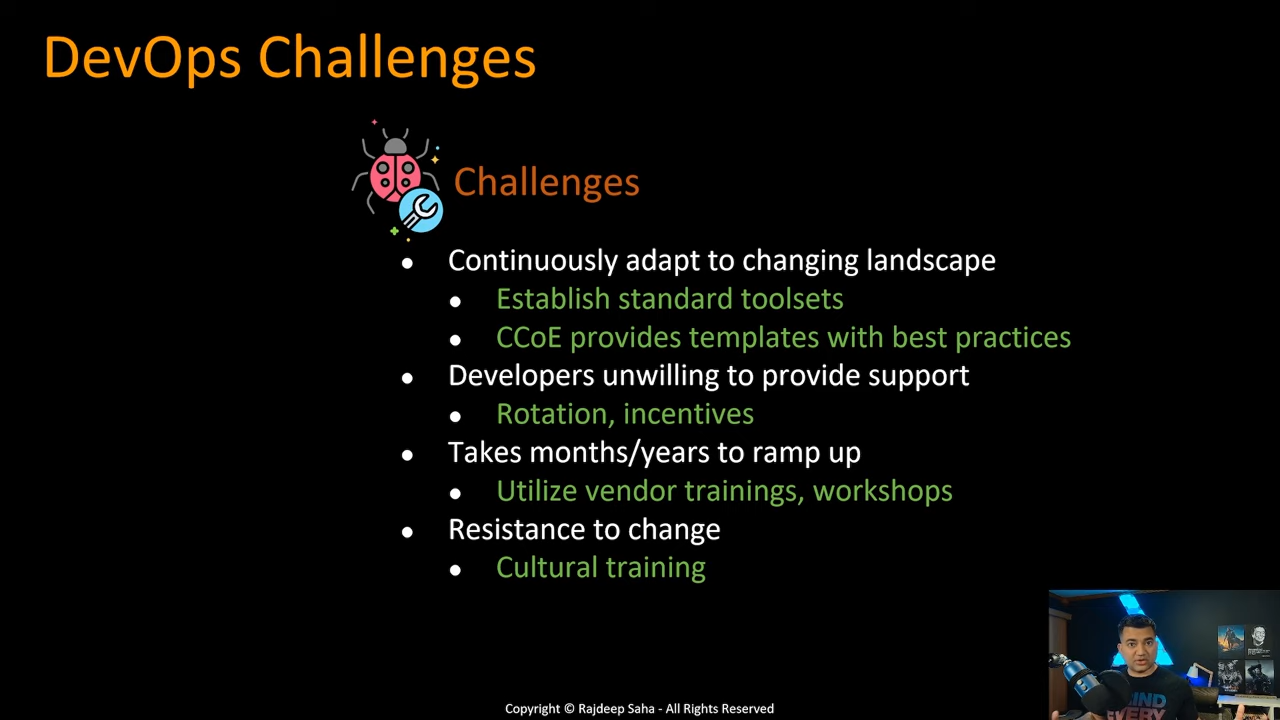 DevOps Challenges
Challenges
Continuously adapt to changing landscape
Establish standard toolsets
CCoE provides templates with best practices
Developers unwilling to provide support
Rotation, incentives
Takes months/years to ramp up
Utilize vendor trainings, workshops
Resistance to change
Cultural training
EVERY
Copyright © Rajdeep Saha - All Rights Reserved